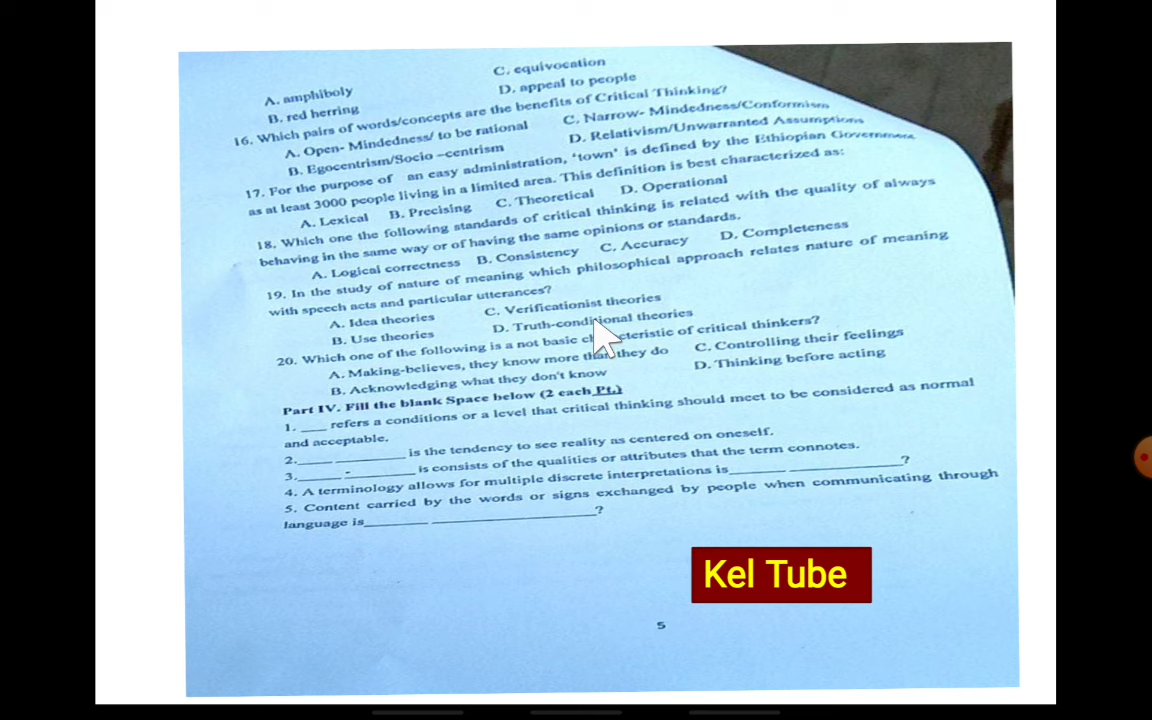 C. equivocation
A. amphiboly
D. appeal to people
B. red herring
16. Which pairs of words/concepts are the benefits of Critical Thinking?
A. Open- Mindedness/ to be rational C. Narrow- Mindedness/Conformism
B. Egocentrism/Socio –centrism D. Relativism/Unwarranted Assumptions
17. For the purpose of an easy administration, ‘town’ is defined by the Ethiopian Government
as at least 3000 people living in a limited area. This definition is best characterized as:
A. Lexical B. Precising C. Theoretical D. Operational
18. Which one the following standards of critical thinking is related with the quality of always
behaving in the same way or of having the same opinions or standards.
A. Logical correctness B. Consistency C. Accuracy D. Completeness
19. In the study of nature of meaning which philosophical approach relates nature of meaning
with speech acts and particular utterances?
A. Idea theories C. Verificationist theories
B. Use theories D. Truth-conditional theories
20. Which one of the following is a not basic characteristic of critical thinkers?
A. Making-believes, they know more than they do C. Controlling their feelings
B. Acknowledging what they don't know D. Thinking before acting
Part IV. Fill the blank Space below (2 each Pt.)
1. ____ refers a conditions or a level that critical thinking should meet to be considered as normal
and acceptable.
2._____ __________ is the tendency to see reality as centered on oneself.
3.______ -__________ is consists of the qualities or attributes that the term connotes.
4. A terminology allows for multiple discrete interpretations is________ ________________?
5. Content carried by the words or signs exchanged by people when communicating through
language is_________ _______________________?
Kel Tube
5